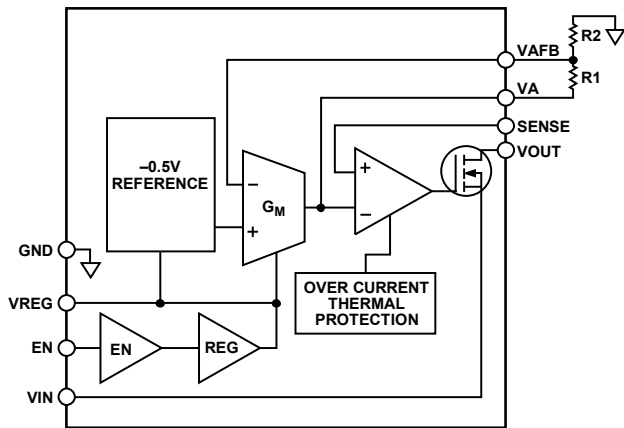 R2
VAFB
R1
VA
SENSE
VOUT
–0.5V
REFERENCE
–
GM
+
+
–
GND
OVER CURRENT
THERMAL
PROTECTION
VREG
EN
EN
REG
VIN